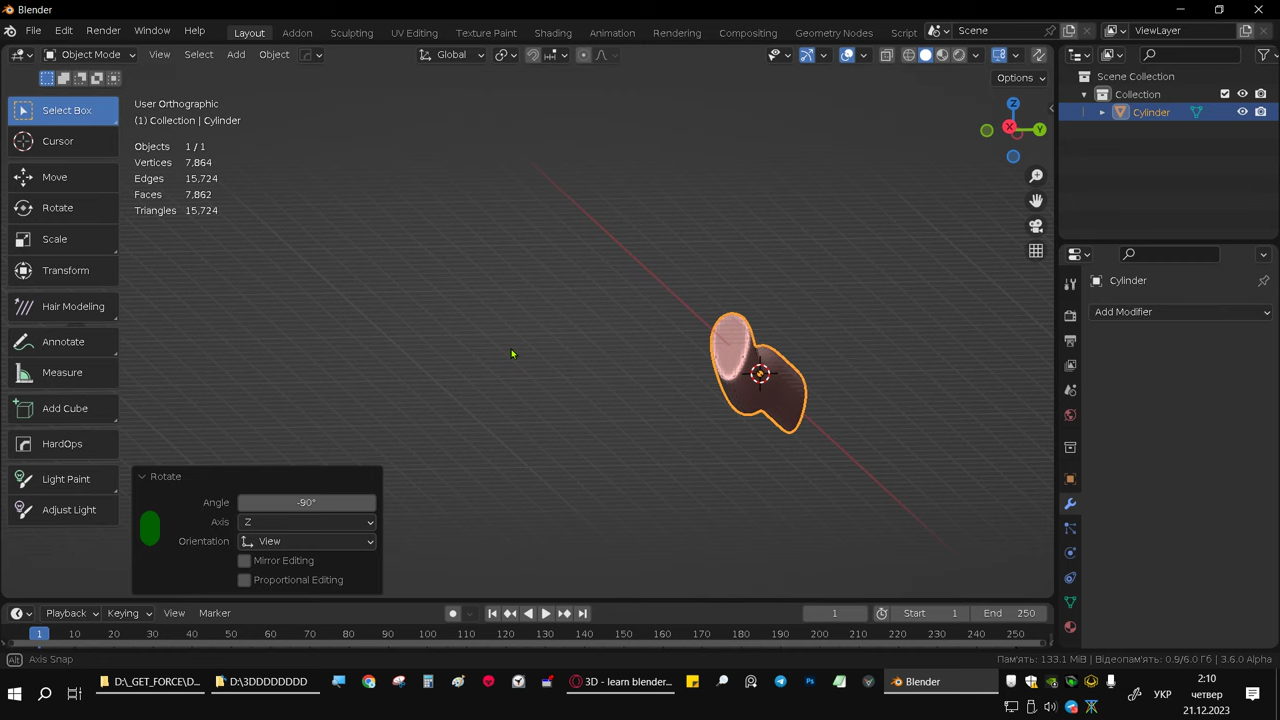 Blender
File Edit Render Window Help Layout Addon Sculpting UV Editing Texture Paint Shading Animation Rendering Compositing Geometry Nodes Script Scene ViewLayer
Object Mode View Select Add Object Global
Options
Select Box
Cursor
Move
Rotate
Scale
Transform
Hair Modeling
Annotate
Measure
Add Cube
HardOps
Light Paint
Adjust Light
User Orthographic
(1) Collection | Cylinder
Objects 1 / 1
Vertices 7,864
Edges 15,724
Faces 7,862
Triangles 15,724
Z
X
Y
Scene Collection
Collection
Cylinder
Cylinder
Add Modifier
Rotate
Angle -90°
Axis Z
Orientation View
Mirror Editing
Proportional Editing
Playback Keying View Marker 1 Start 1 End 250
1 10 20 30 40 50 60 70 80 90 100 110 120 130 140 150 160 170 180 190 200 210 220 230 240 250
Alt Axis Snap Пам'ять: 133.1 MiB | Відеопам'ять: 0.9/6.0 Гб | 3.6.0 Alpha
D:\_GET_FORCE\D... D:\3DDDDDDDD 3D - learn blender... Blender УКР
2:10
четвер
21.12.2023